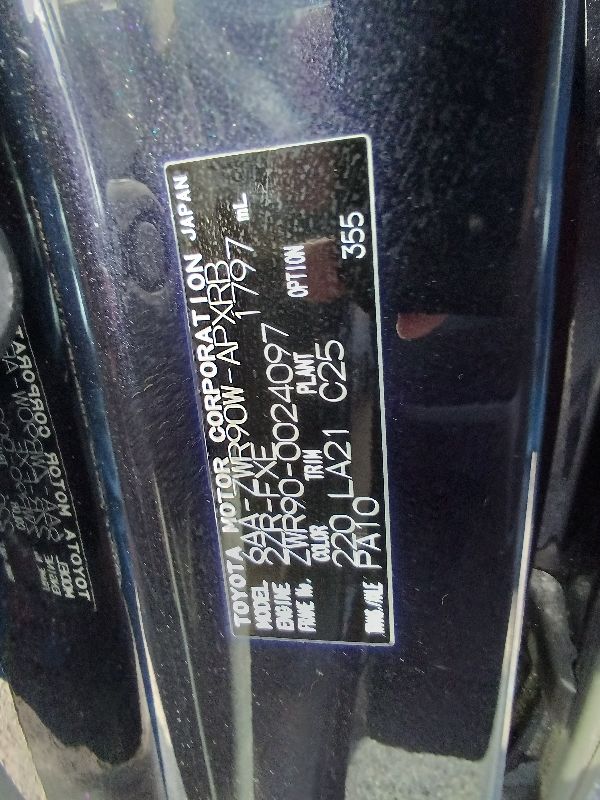 TOYOTA MOTOR CORPORATION JAPAN
MODEL 6AA-ZWR90W-APXRB
ENGINE 2ZR-FXE 1797 mL
FRAME No. ZWR90-0024097
COLOR TRIM PLANT OPTION
220 LA21 C25 355
TRANS./AXLE PA10